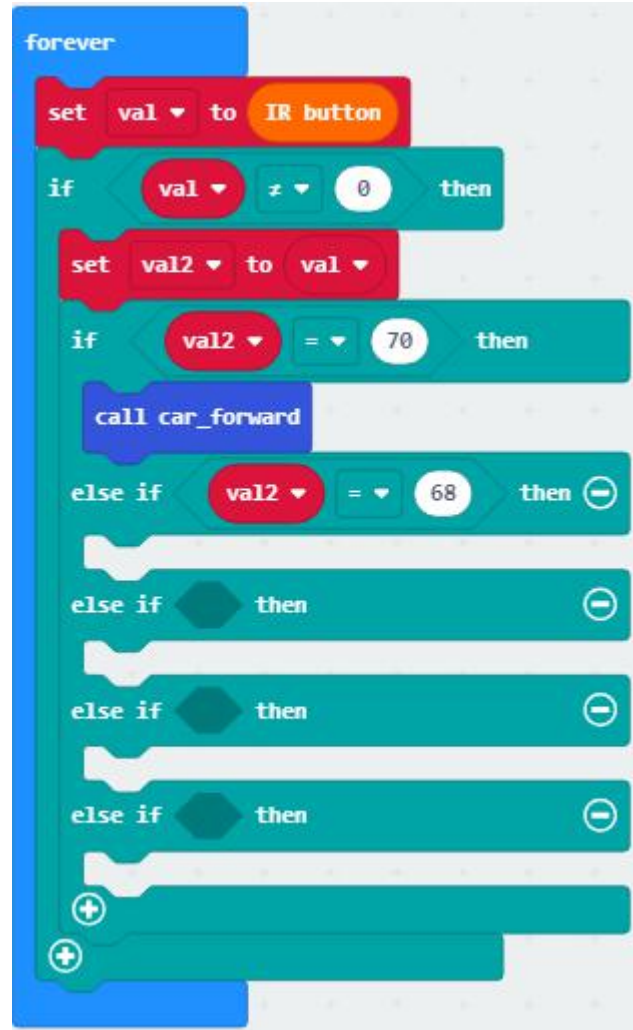 forever
set val to IR button
if val ≠ 0 then
set val2 to val
if val2 = 70 then
call car_forward
else if val2 = 68 then
else if then
else if then
else if then